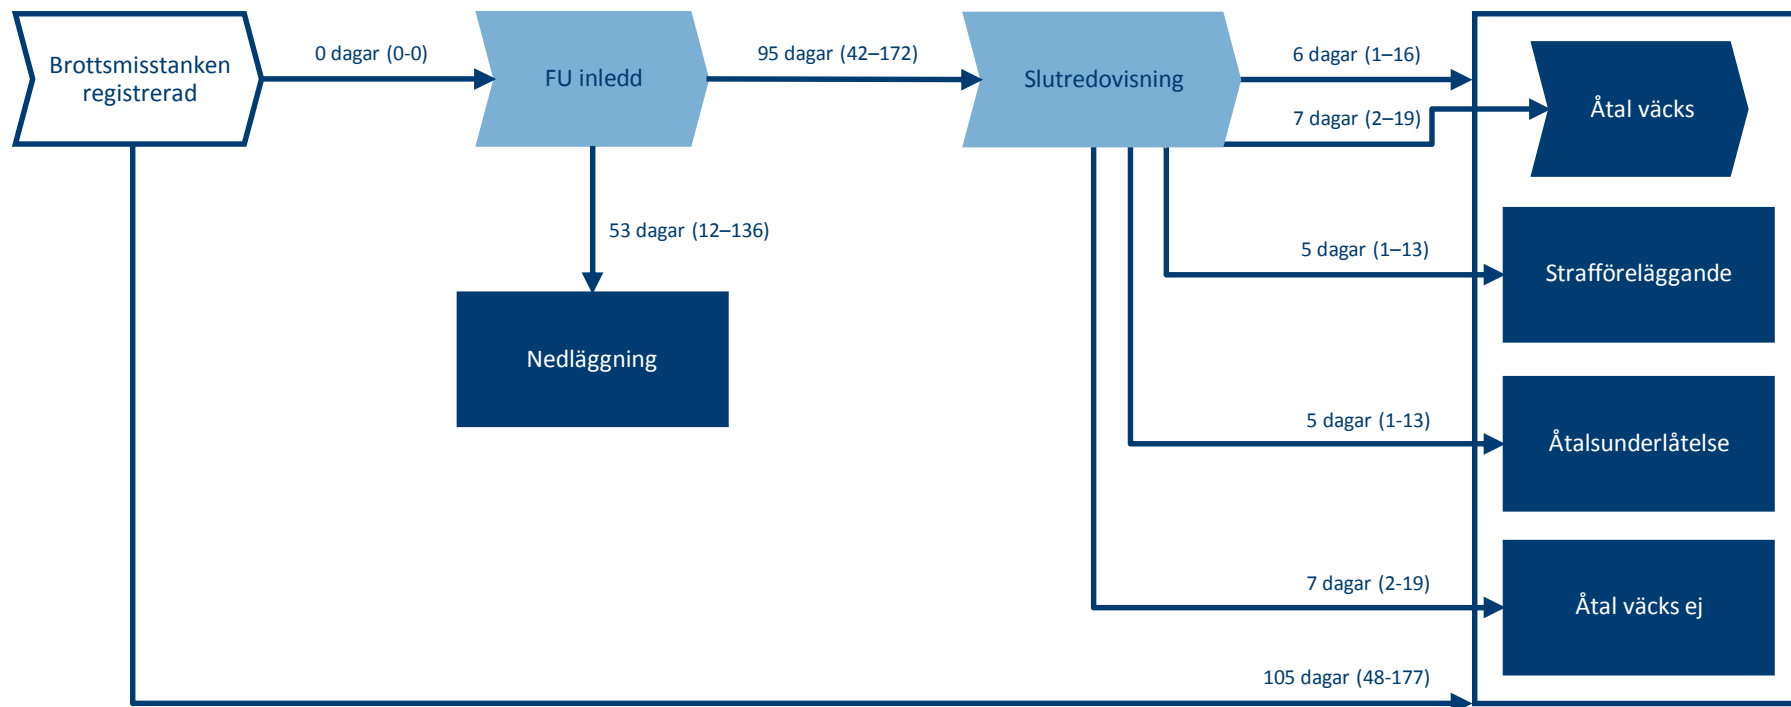 Brottsmisstanken
registrerad
0 dagar (0-0)
FU inledd
95 dagar (42–172)
Slutredovisning
6 dagar (1–16)
7 dagar (2–19)
Åtal väcks
53 dagar (12–136)
Nedläggning
5 dagar (1–13)
Strafföreläggande
5 dagar (1-13)
Åtalsunderlåtelse
7 dagar (2-19)
Åtal väcks ej
105 dagar (48-177)